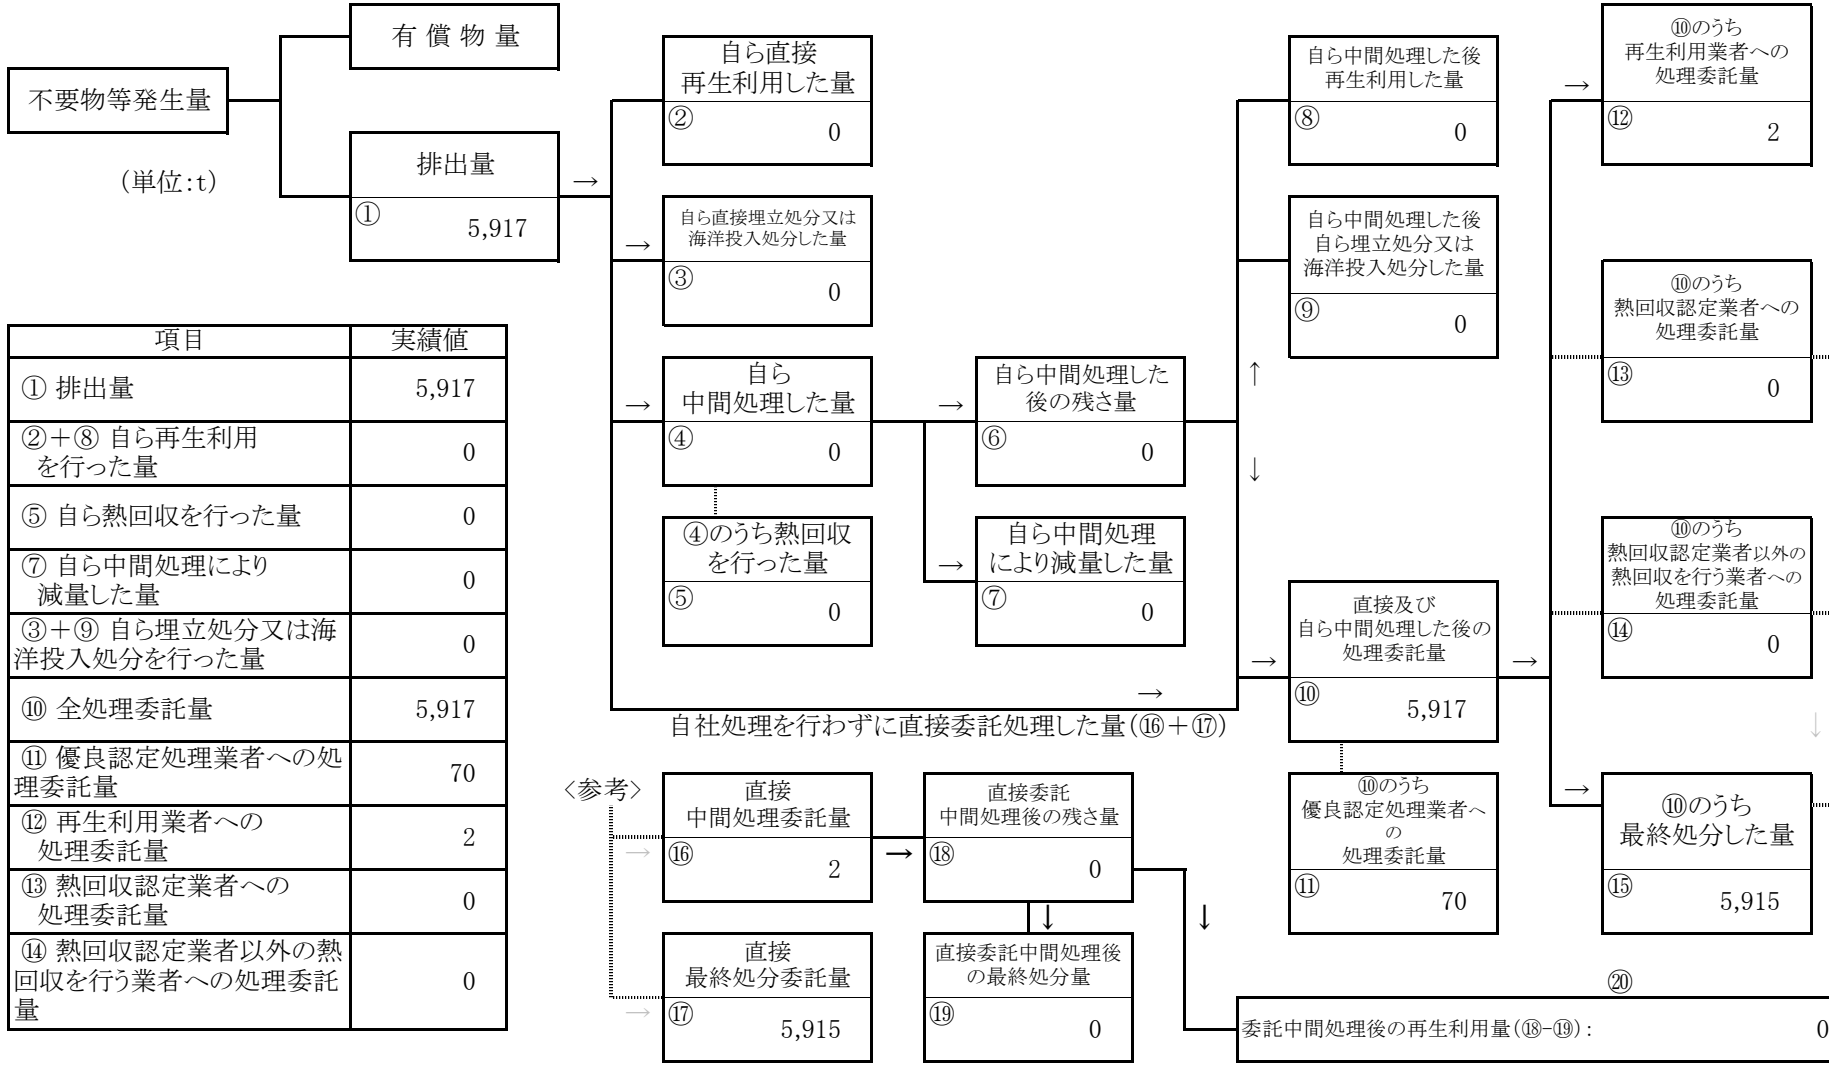 有 償 物 量
不要物等発生量
(単位:t)
排出量
→
①
5,917
自ら直接
再生利用した量
②
0
→
自ら直接埋立処分又は
海洋投入処分した量
③
0
→
自ら
中間処理した量
④
0
④のうち熱回収
を行った量
⑤
0
→
自ら中間処理した
後の残さ量
⑥
0
→
自ら中間処理
により減量した量
⑦
0
自ら中間処理した後
再生利用した量
⑧
0
自ら中間処理した後
自ら埋立処分又は
海洋投入処分した量
⑨
0
↑
↓
→
自社処理を行わずに直接委託処理した量(⑯+⑰)
→
直接及び
自ら中間処理した後の
処理委託量
⑩
5,917
→
⑩のうち
優良認定処理業者へ
の
処理委託量
⑪
70
→
⑩のうち
再生利用業者への
処理委託量
⑫
2
⑩のうち
熱回収認定業者への
処理委託量
⑬
0
⑩のうち
熱回収認定業者以外の
熱回収を行う業者への
処理委託量
⑭
0
↓
→
⑩のうち
最終処分した量
⑮
5,915
項目 実績値
① 排出量 5,917
②+⑧ 自ら再生利用
を行った量 0
⑤ 自ら熱回収を行った量 0
⑦ 自ら中間処理により
減量した量 0
③+⑨ 自ら埋立処分又は海
洋投入処分を行った量 0
⑩ 全処理委託量 5,917
⑪ 優良認定処理業者への処
理委託量 70
⑫ 再生利用業者への
処理委託量 2
⑬ 熱回収認定業者への
処理委託量 0
⑭ 熱回収認定業者以外の熱
回収を行う業者への処理委託
量 0
<参考>
→
直接
中間処理委託量
⑯
2
→
直接
最終処分委託量
⑰
5,915
→
直接委託
中間処理後の残さ量
⑱
0
↓
直接委託中間処理後
の最終処分量
⑲
0
↓
⑳
委託中間処理後の再生利用量(⑱-⑲): 0